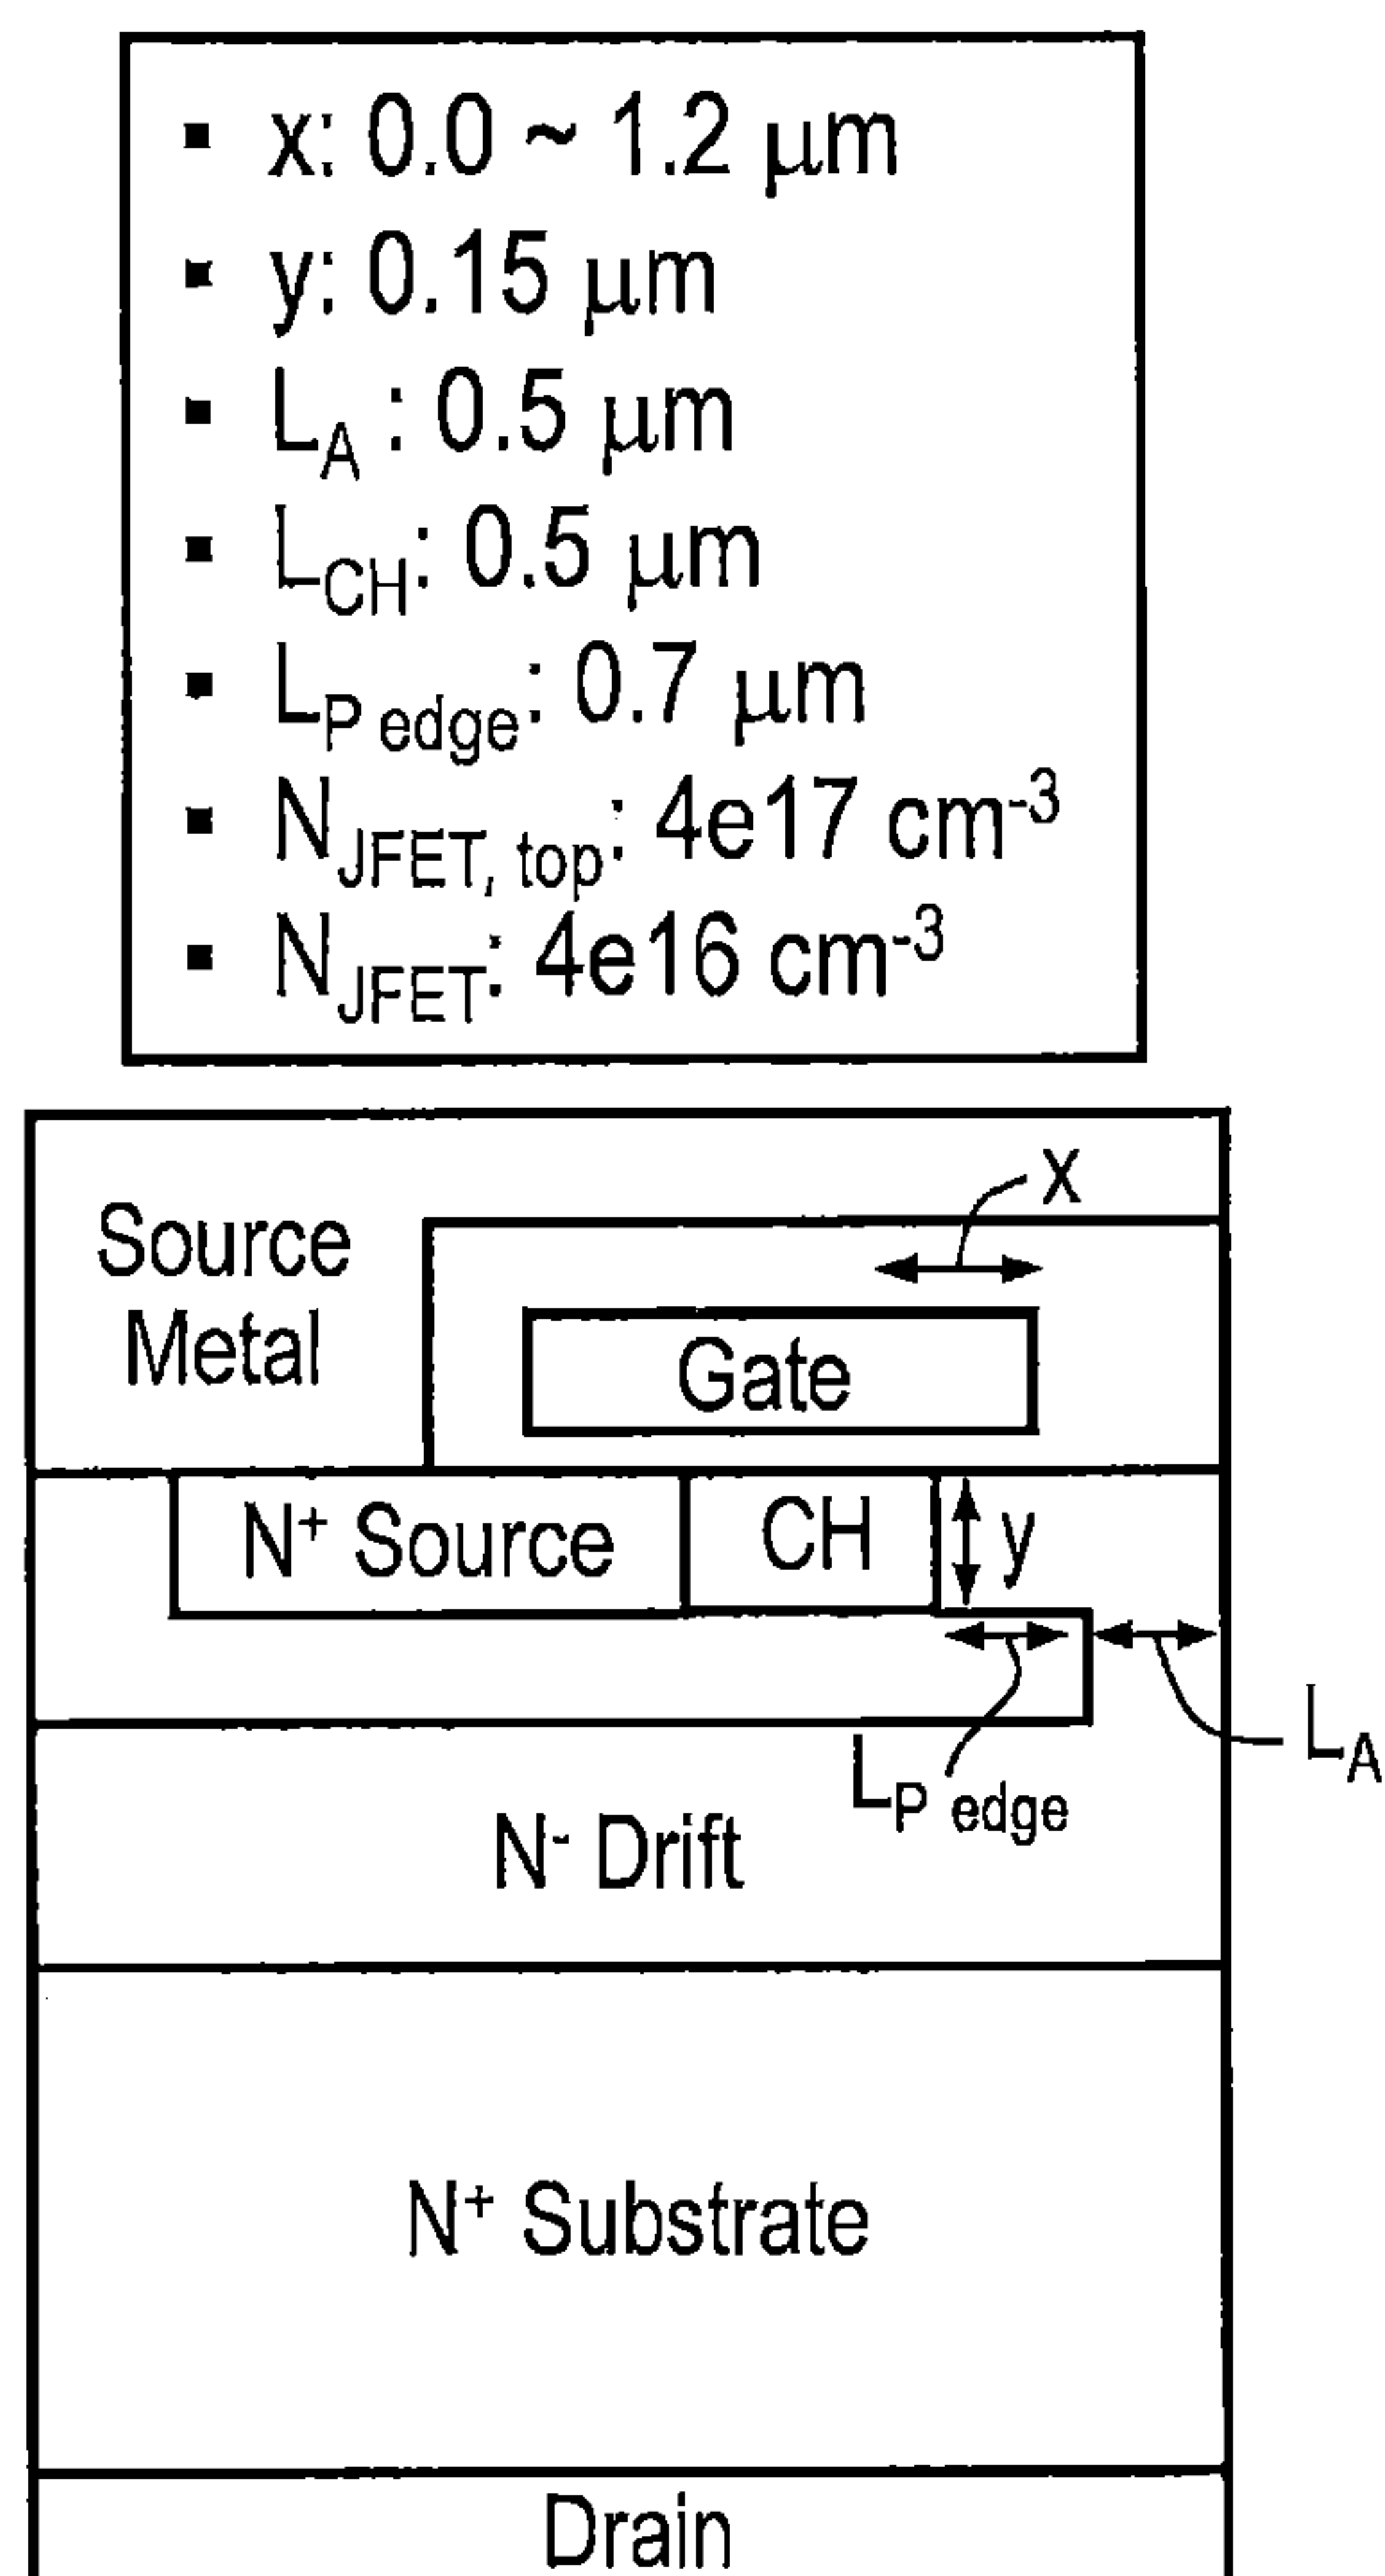 ▪ x: 0.0 ~ 1.2 μm
▪ y: 0.15 μm
▪ L_A : 0.5 μm
▪ L_CH: 0.5 μm
▪ L_P edge: 0.7 μm
▪ N_JFET, top: 4e17 cm⁻³
▪ N_JFET: 4e16 cm⁻³
x
Source
Metal
Gate
N⁺ Source
CH
y
L_A
L_P edge
N⁻ Drift
N⁺ Substrate
Drain